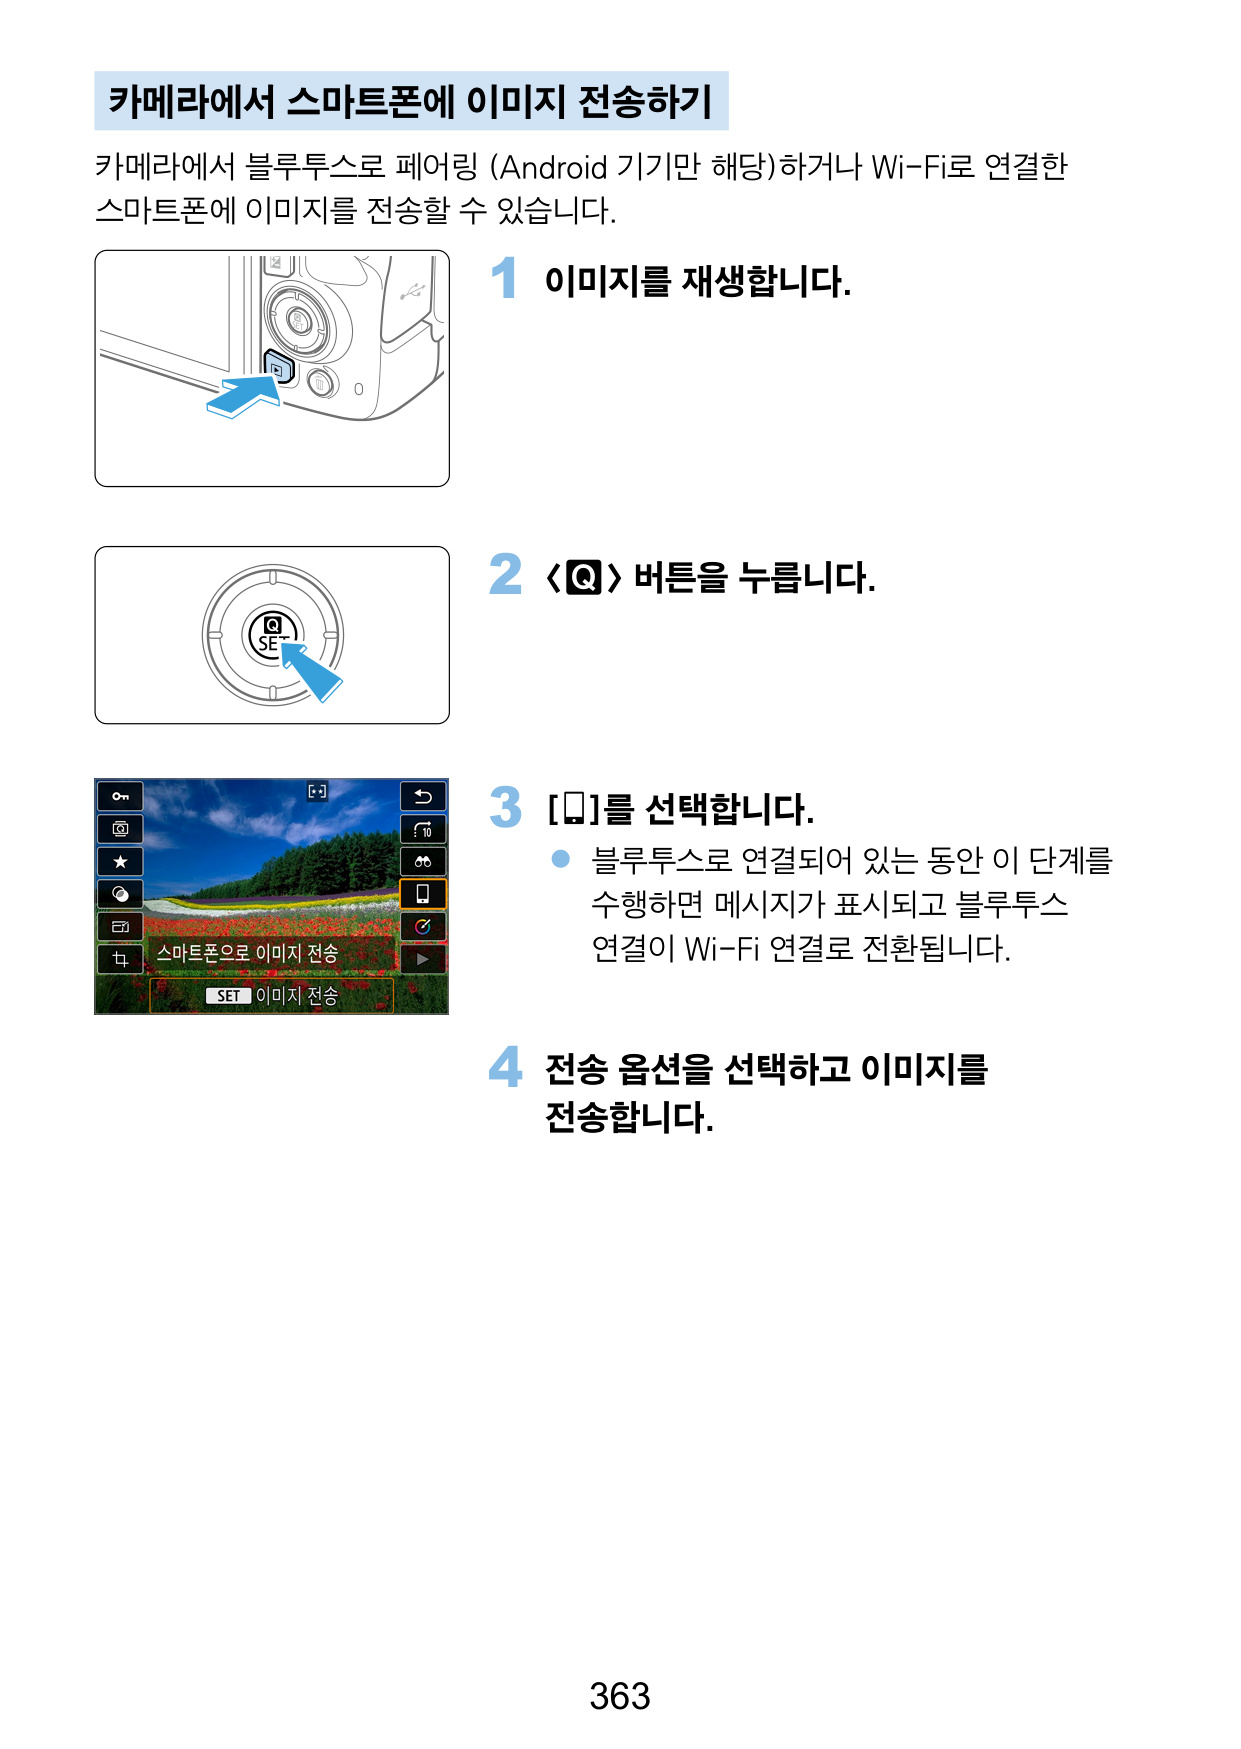 카메라에서 스마트폰에 이미지 전송하기
카메라에서 블루투스로 페어링 (Android 기기만 해당)하거나 Wi-Fi로 연결한
스마트폰에 이미지를 전송할 수 있습니다.
1 이미지를 재생합니다.
2 <Q> 버튼을 누릅니다.
Q
SET
3 []를 선택합니다.
● 블루투스로 연결되어 있는 동안 이 단계를
수행하면 메시지가 표시되고 블루투스
연결이 Wi-Fi 연결로 전환됩니다.
10
스마트폰으로 이미지 전송
SET 이미지 전송
4 전송 옵션을 선택하고 이미지를
전송합니다.
363